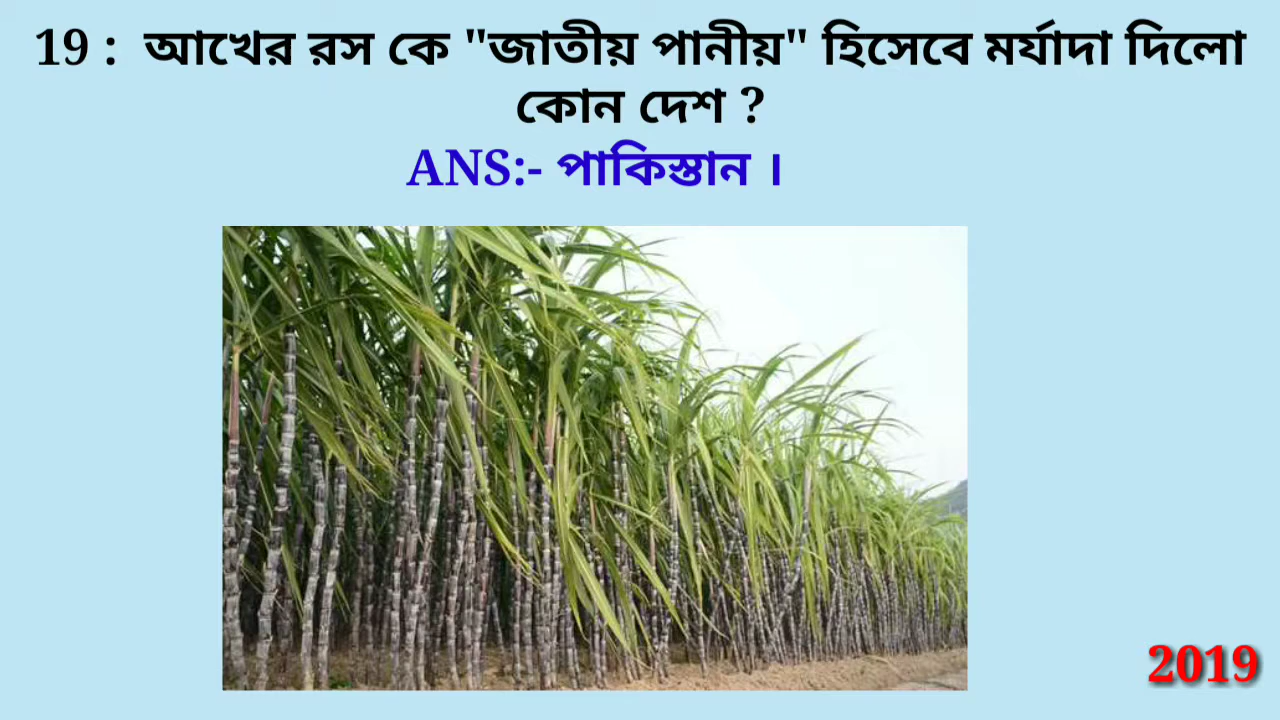 19 : আখের রস কে "জাতীয় পানীয়" হিসেবে মর্যাদা দিলো
কোন দেশ ?
ANS:- পাকিস্তান ।
2019